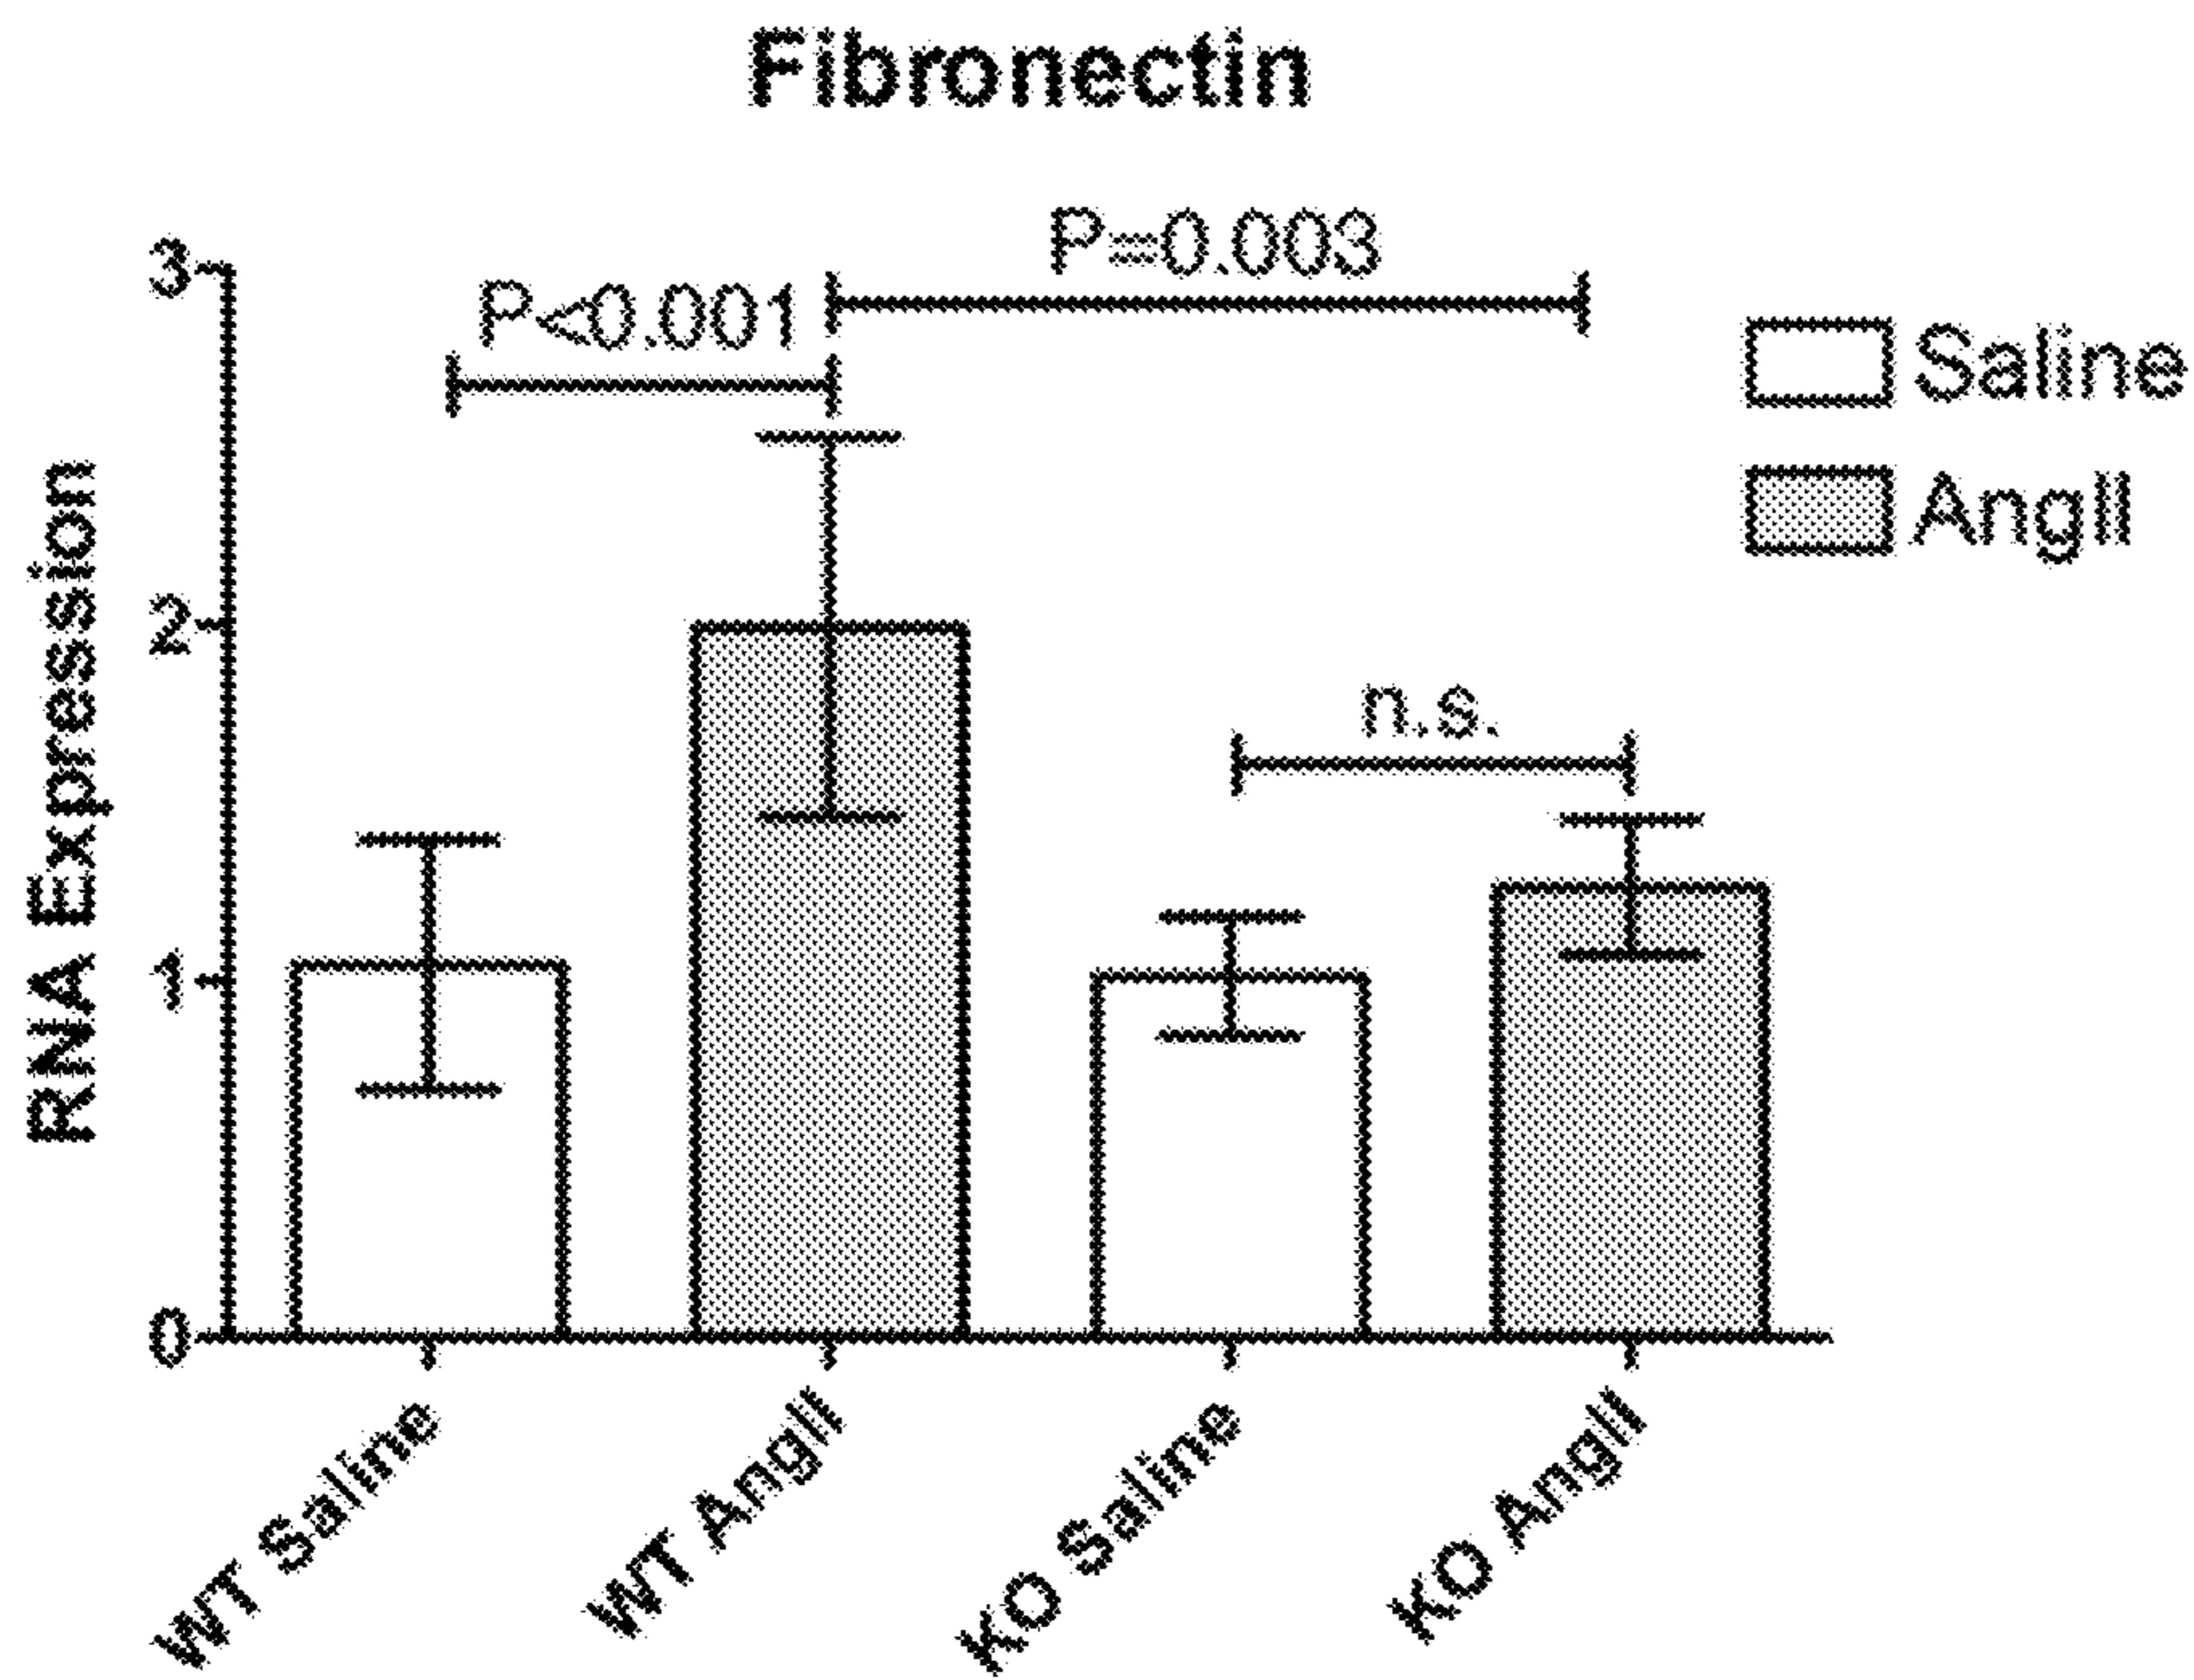 Fibronectin
P=0.003
P<0.001
Saline
AngII
n.s.
RNA Expression
3
2
1
0
WT Saline
WT AngII
KO Saline
KO AngII